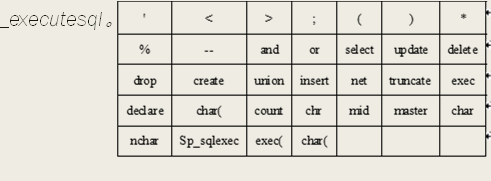 _executesql。
' < > ; ( ) *
% -- and or select update delete
drop create union insert net truncate exec
declare char( count chr mid master char
nchar Sp_sqlexec exec( char(